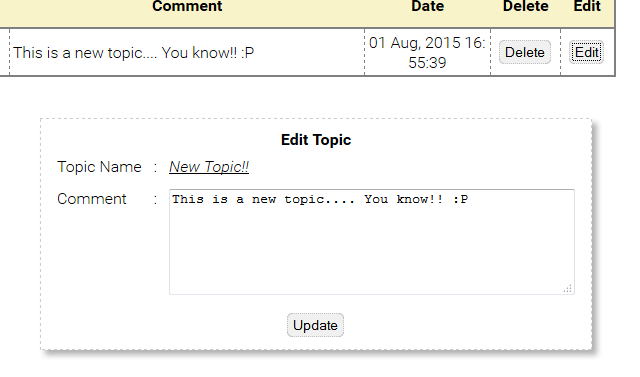 Comment Date Delete Edit
This is a new topic.... You know!! :P 01 Aug, 2015 16: Delete Edit
55:39
Edit Topic
Topic Name : New Topic!!
Comment : This is a new topic.... You know!! :P
Update